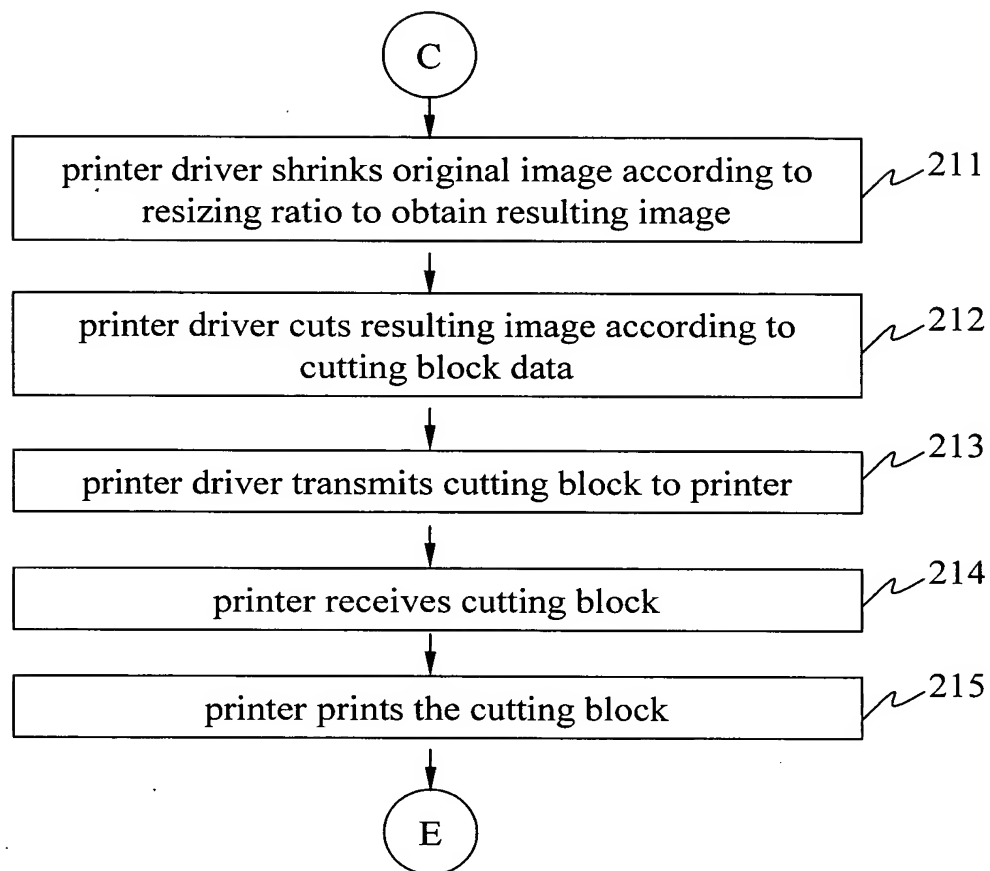 C
printer driver shrinks original image according to
resizing ratio to obtain resulting image
211
printer driver cuts resulting image according to
cutting block data
212
printer driver transmits cutting block to printer
213
printer receives cutting block
214
printer prints the cutting block
215
E